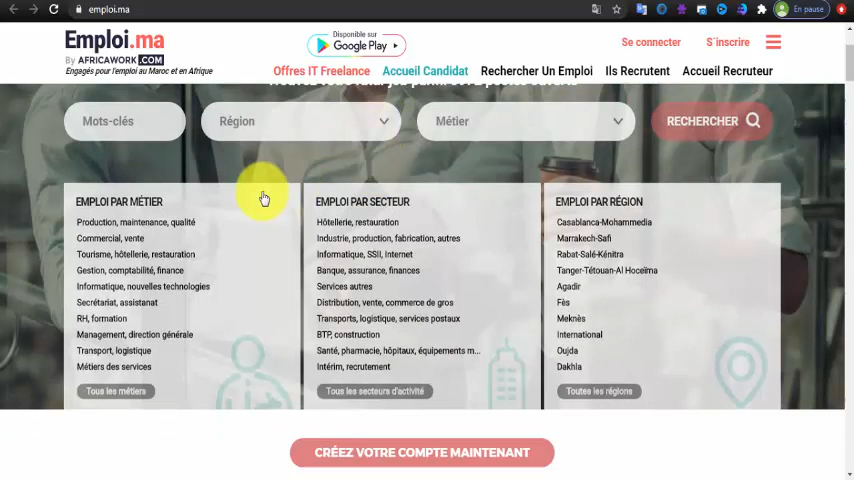 emploi.ma
En pause
Emploi.ma
By AFRICAWORK.COM
Engagés pour l'emploi au Maroc et en Afrique
Disponible sur
Google Play
Se connecter
S'inscrire
Offres IT Freelance
Accueil Candidat
Rechercher Un Emploi
Ils Recrutent
Accueil Recruteur
Mots-clés
Région
Métier
RECHERCHER
EMPLOI PAR MÉTIER
Production, maintenance, qualité
Commercial, vente
Tourisme, hôtellerie, restauration
Gestion, comptabilité, finance
Informatique, nouvelles technologies
Secrétariat, assistanat
RH, formation
Management, direction générale
Transport, logistique
Métiers des services
Tous les métiers
EMPLOI PAR SECTEUR
Hôtellerie, restauration
Industrie, production, fabrication, autres
Informatique, SSII, Internet
Banque, assurance, finances
Services autres
Distribution, vente, commerce de gros
Transports, logistique, services postaux
BTP, construction
Santé, pharmacie, hôpitaux, équipements m...
Intérim, recrutement
Tous les secteurs d'activité
EMPLOI PAR RÉGION
Casablanca-Mohammedia
Marrakech-Safi
Rabat-Salé-Kénitra
Tanger-Tétouan-Al Hoceïma
Agadir
Fès
Meknès
International
Oujda
Dakhla
Toutes les régions
CRÉEZ VOTRE COMPTE MAINTENANT